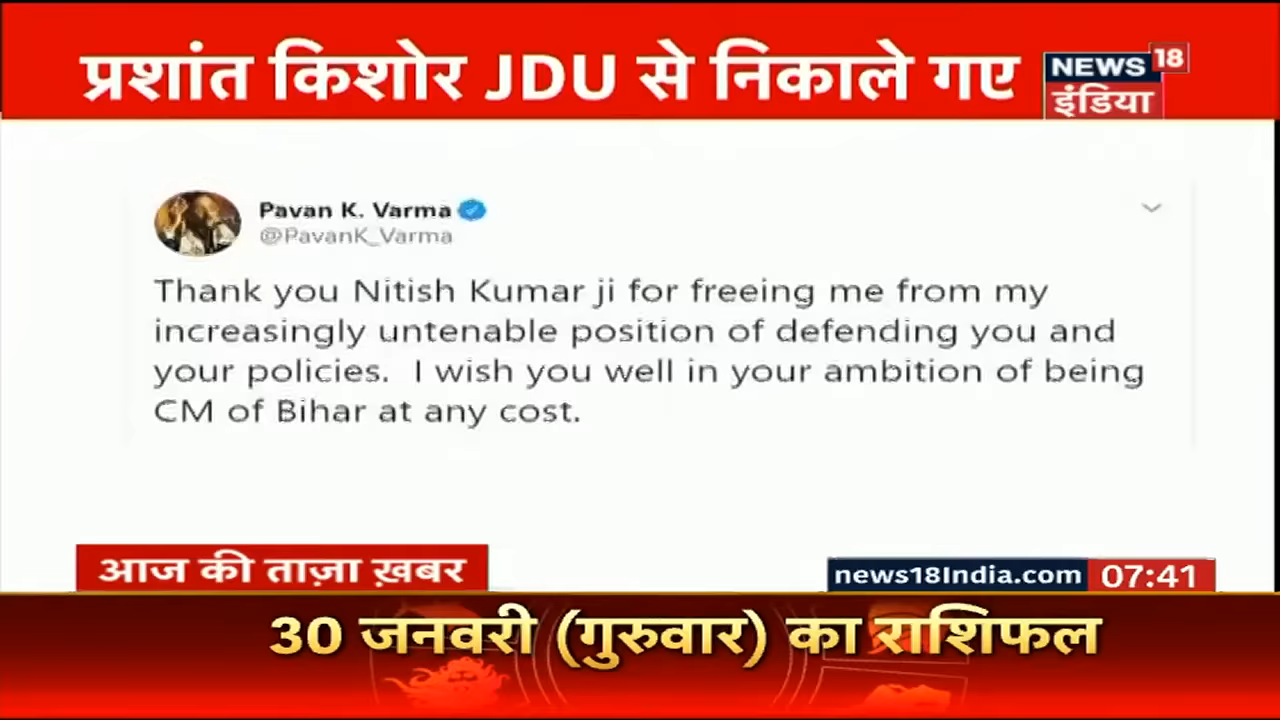 प्रशांत किशोर JDU से निकाले गए
NEWS 18
इंडिया
Pavan K. Varma
@PavanK_Varma
Thank you Nitish Kumar ji for freeing me from my
increasingly untenable position of defending you and
your policies. I wish you well in your ambition of being
CM of Bihar at any cost.
आज की ताज़ा ख़बर
news18India.com 07:41
30 जनवरी (गुरुवार) का राशिफल